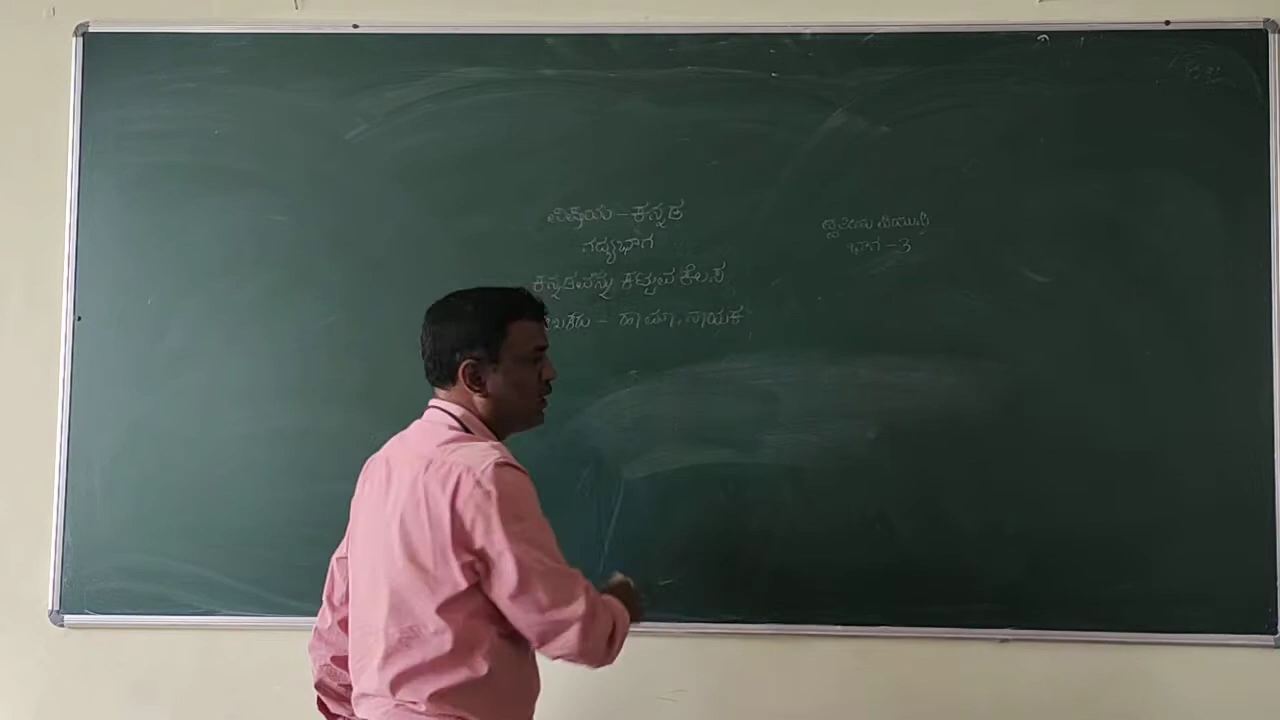 ವಿಷಯ – ಕನ್ನಡ
ಗದ್ಯಭಾಗ
ಕನ್ನಡವನ್ನು ಕಟ್ಟುವ ಕೆಲಸ
– ಹಾ.ಮಾ.ನಾಯಕ
ದ್ವಿತೀಯ ಪಿಯುಸಿ
ಭಾಗ – 3